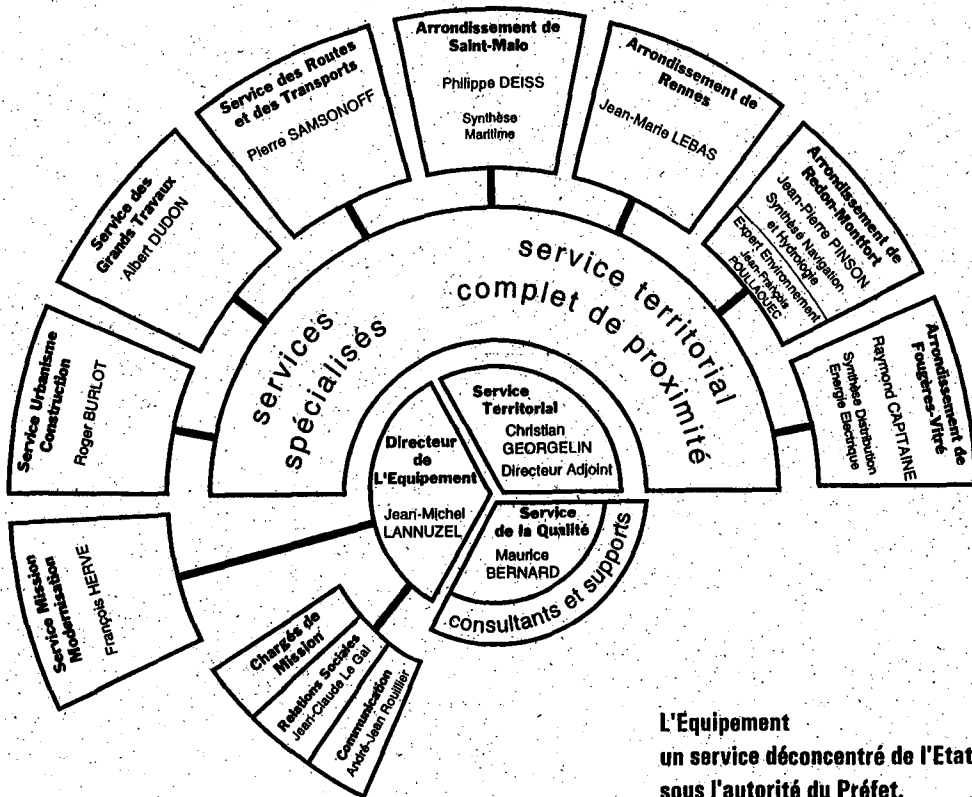 Arrondissement de
Saint-Malo
Philippe DEISS
Synthèse
Maritime
Service des Routes
et des Transports
Pierre SAMSONOFF
Arrondissement de
Rennes
Jean-Marie LEBAS
Service des
Grands Travaux
Albert DUDON
Arrondissement de
Redon-Montfort
Jean-Pierre PINSON
Synthèse Navigation
et Hydrologie
Expert Environnement
Jean-François
POULLAOUEC
Service Urbanisme
Construction
Roger BURLOT
Arrondissement de
Fougères-Vitré
Raymond CAPITAINE
Synthèse Distribution
Energie Electrique
services
spécialisés
service territorial
complet de proximité
Service
Territorial
Christian
GEORGELIN
Directeur Adjoint
Directeur
de
L'Equipement
Jean-Michel
LANNUZEL
Service
de la Qualité
Maurice
BERNARD
consultants et supports
Service Mission
Modernisation
François HERVE
Chargés de
Mission
Relations Sociales
Jean-Claude Le Gal
Communication
André-Jean Rouillier
L'Equipement
un service déconcentré de l'Etat
sous l'autorité du Préfet.